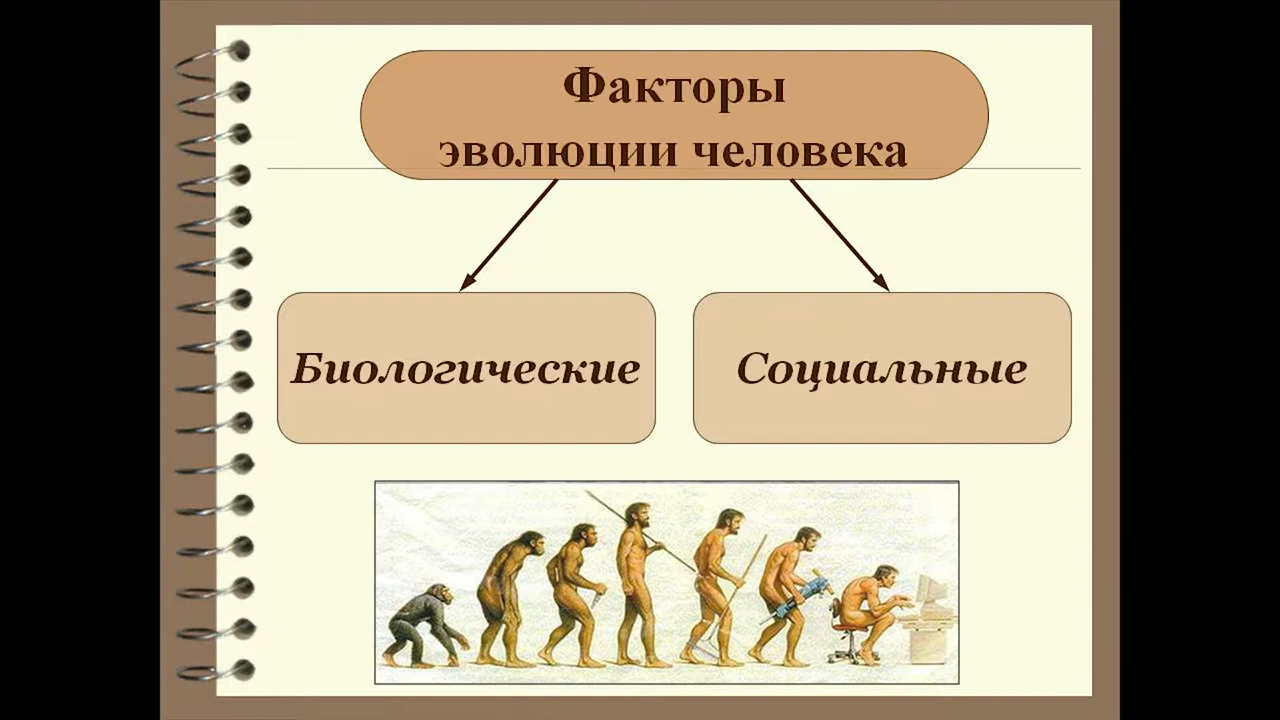 Факторы
эволюции человека
Биологические
Социальные